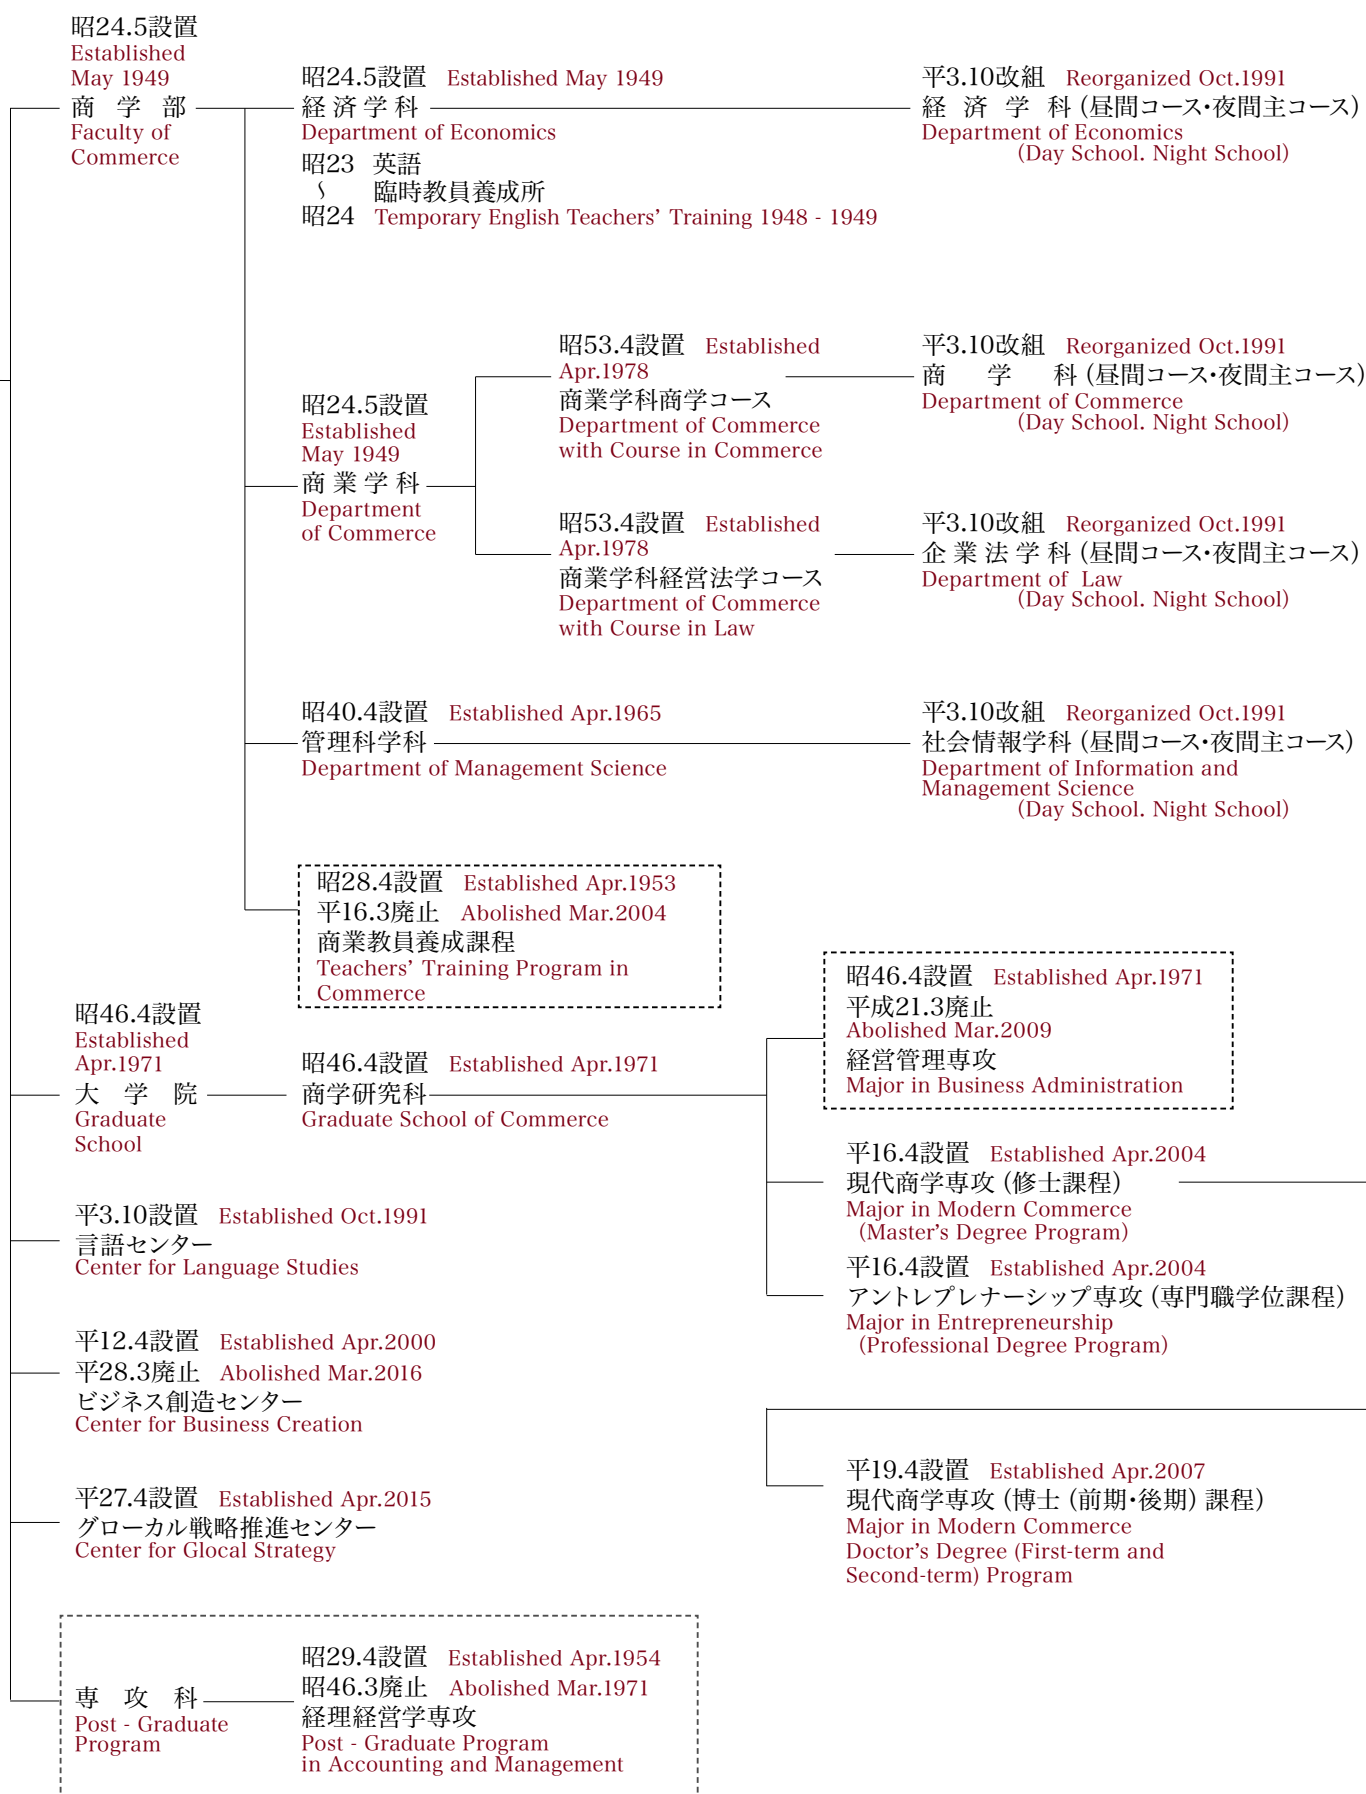 昭24.5設置
Established
May 1949
商学部
Faculty of
Commerce
昭24.5設置 Established May 1949
経済学科
Department of Economics
昭23 英語
〜 臨時教員養成所
昭24 Temporary English Teachers' Training 1948 - 1949
平3.10改組 Reorganized Oct.1991
経済学科(昼間コース・夜間主コース)
Department of Economics
(Day School. Night School)
昭24.5設置
Established
May 1949
商業学科
Department
of Commerce
昭53.4設置 Established
Apr.1978
商業学科商学コース
Department of Commerce
with Course in Commerce
平3.10改組 Reorganized Oct.1991
商学科(昼間コース・夜間主コース)
Department of Commerce
(Day School. Night School)
昭53.4設置 Established
Apr.1978
商業学科経営法学コース
Department of Commerce
with Course in Law
平3.10改組 Reorganized Oct.1991
企業法学科(昼間コース・夜間主コース)
Department of Law
(Day School. Night School)
昭40.4設置 Established Apr.1965
管理科学科
Department of Management Science
平3.10改組 Reorganized Oct.1991
社会情報学科(昼間コース・夜間主コース)
Department of Information and
Management Science
(Day School. Night School)
昭28.4設置 Established Apr.1953
平16.3廃止 Abolished Mar.2004
商業教員養成課程
Teachers' Training Program in
Commerce
昭46.4設置
Established
Apr.1971
大学院
Graduate
School
昭46.4設置 Established Apr.1971
商学研究科
Graduate School of Commerce
昭46.4設置 Established Apr.1971
平成21.3廃止
Abolished Mar.2009
経営管理専攻
Major in Business Administration
平16.4設置 Established Apr.2004
現代商学専攻(修士課程)
Major in Modern Commerce
(Master's Degree Program)
平16.4設置 Established Apr.2004
アントレプレナーシップ専攻(専門職学位課程)
Major in Entrepreneurship
(Professional Degree Program)
平19.4設置 Established Apr.2007
現代商学専攻(博士(前期・後期)課程)
Major in Modern Commerce
Doctor's Degree (First-term and
Second-term) Program
平3.10設置 Established Oct.1991
言語センター
Center for Language Studies
平12.4設置 Established Apr.2000
平28.3廃止 Abolished Mar.2016
ビジネス創造センター
Center for Business Creation
平27.4設置 Established Apr.2015
グローカル戦略推進センター
Center for Glocal Strategy
専攻科
Post - Graduate
Program
昭29.4設置 Established Apr.1954
昭46.3廃止 Abolished Mar.1971
経理経営学専攻
Post - Graduate Program
in Accounting and Management